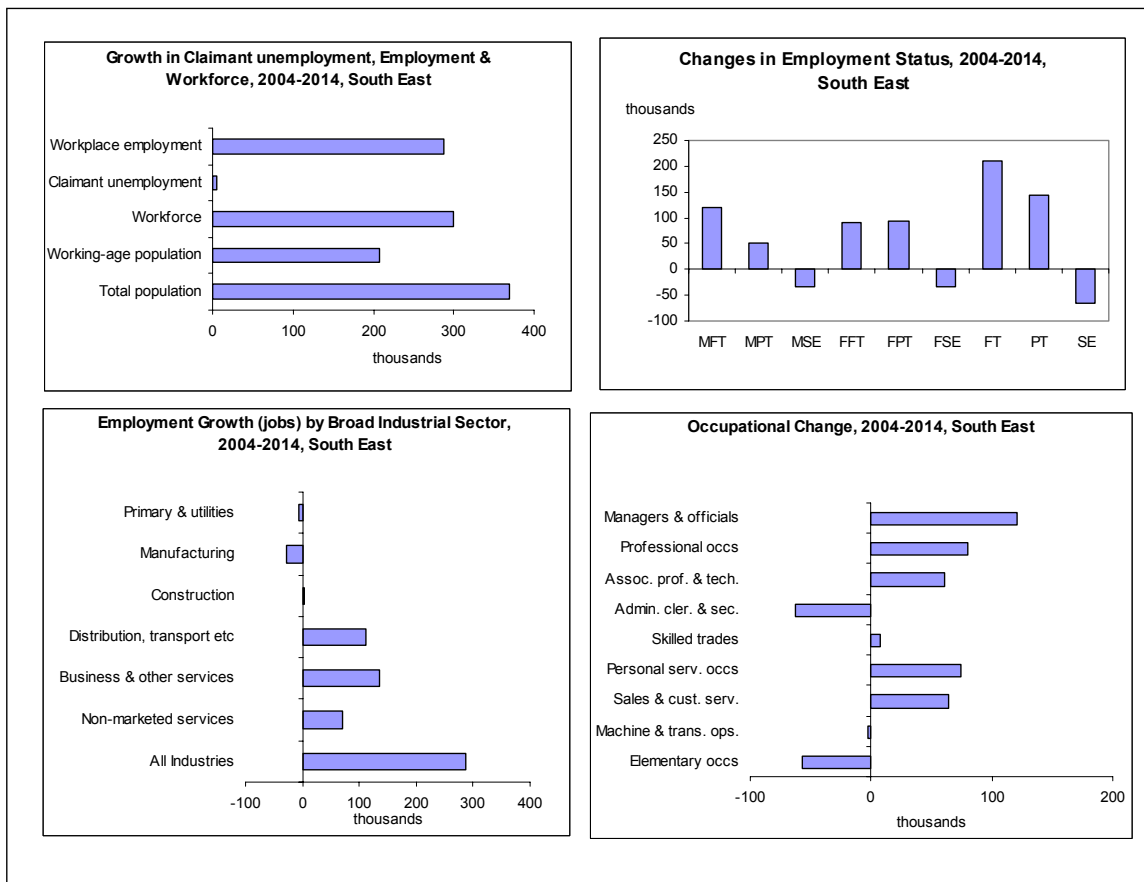 Growth in Claimant unemployment, Employment &
Workforce, 2004-2014, South East
Workplace employment
Claimant unemployment
Workforce
Working-age population
Total population
0
100
200
300
400
thousands
Changes in Employment Status, 2004-2014,
South East
thousands
250
200
150
100
50
0
-50
-100
MFT
MPT
MSE
FFT
FPT
FSE
FT
PT
SE
Employment Growth (jobs) by Broad Industrial Sector,
2004-2014, South East
Primary & utilities
Manufacturing
Construction
Distribution, transport etc
Business & other services
Non-marketed services
All Industries
-100
0
100
200
300
400
thousands
Occupational Change, 2004-2014, South East
Managers & officials
Professional occs
Assoc. prof. & tech.
Admin. cler. & sec.
Skilled trades
Personal serv. occs
Sales & cust. serv.
Machine & trans. ops.
Elementary occs
-100
0
100
200
thousands